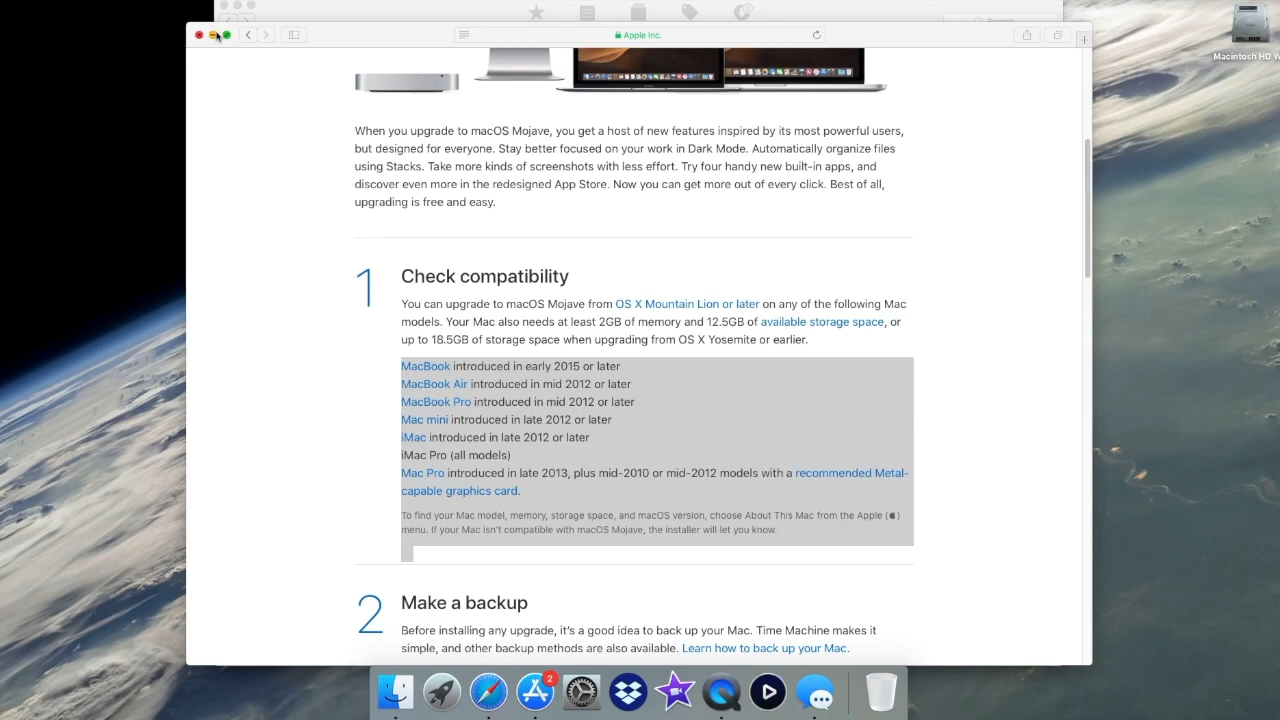 Search
Apple Inc.
Macintosh HD W
When you upgrade to macOS Mojave, you get a host of new features inspired by its most powerful users,
but designed for everyone. Stay better focused on your work in Dark Mode. Automatically organize files
using Stacks. Take more kinds of screenshots with less effort. Try four handy new built-in apps, and
discover even more in the redesigned App Store. Now you can get more out of every click. Best of all,
upgrading is free and easy.
1 Check compatibility
You can upgrade to macOS Mojave from OS X Mountain Lion or later on any of the following Mac
models. Your Mac also needs at least 2GB of memory and 12.5GB of available storage space, or
up to 18.5GB of storage space when upgrading from OS X Yosemite or earlier.
MacBook introduced in early 2015 or later
MacBook Air introduced in mid 2012 or later
MacBook Pro introduced in mid 2012 or later
Mac mini introduced in late 2012 or later
iMac introduced in late 2012 or later
iMac Pro (all models)
Mac Pro introduced in late 2013, plus mid-2010 or mid-2012 models with a recommended Metal-
capable graphics card.
To find your Mac model, memory, storage space, and macOS version, choose About This Mac from the Apple ()
menu. If your Mac isn't compatible with macOS Mojave, the installer will let you know.
2 Make a backup
Before installing any upgrade, it's a good idea to back up your Mac. Time Machine makes it
simple, and other backup methods are also available. Learn how to back up your Mac.
2